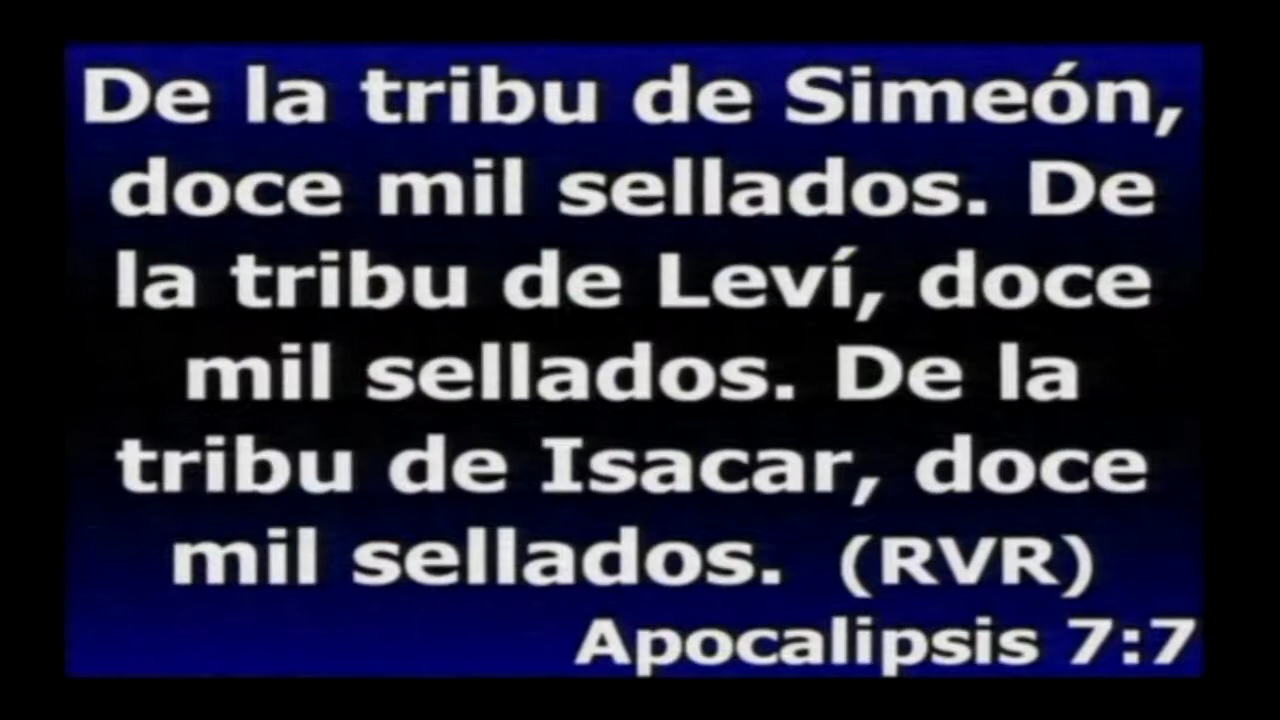 De la tribu de Simeón,
doce mil sellados. De
la tribu de Leví, doce
mil sellados. De la
tribu de Isacar, doce
mil sellados. (RVR)
Apocalipsis 7:7